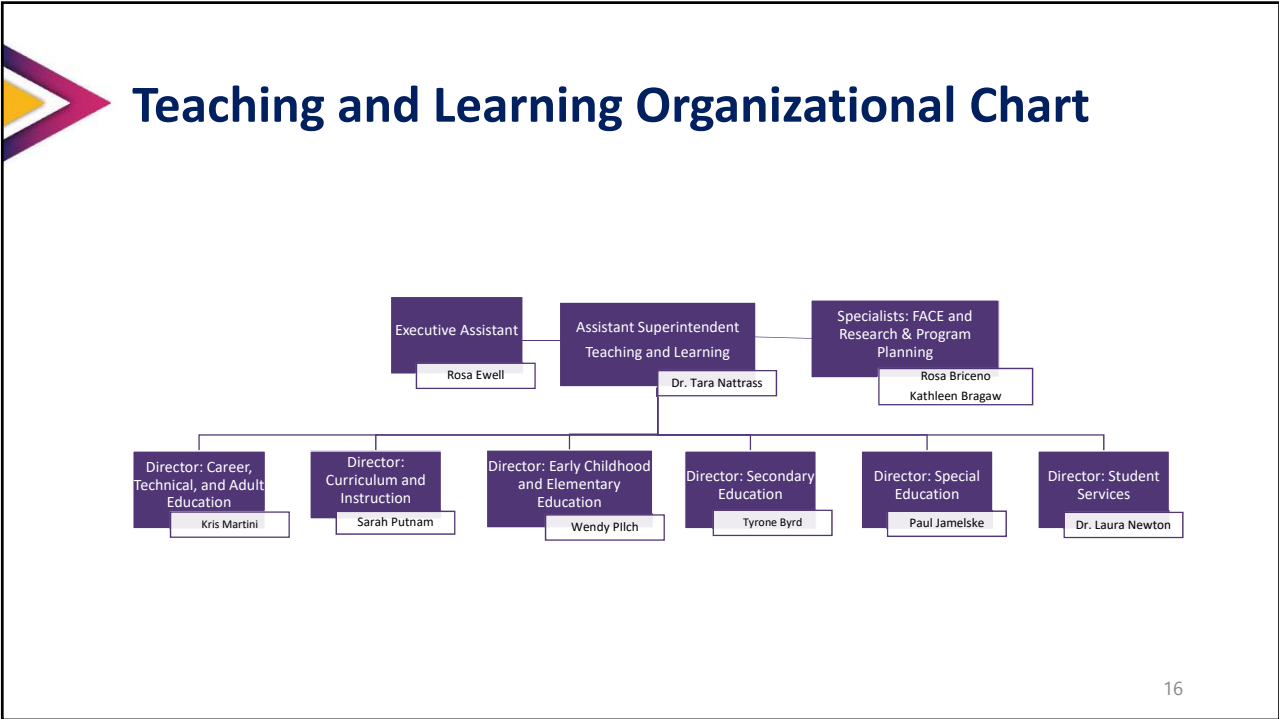 Teaching and Learning Organizational Chart
Executive Assistant
Rosa Ewell
Assistant Superintendent
Teaching and Learning
Dr. Tara Nattrass
Specialists: FACE and
Research & Program
Planning
Rosa Briceno
Kathleen Bragaw
Director: Career,
Technical, and Adult
Education
Kris Martini
Director:
Curriculum and
Instruction
Sarah Putnam
Director: Early Childhood
and Elementary
Education
Wendy PIlch
Director: Secondary
Education
Tyrone Byrd
Director: Special
Education
Paul Jamelske
Director: Student
Services
Dr. Laura Newton
16